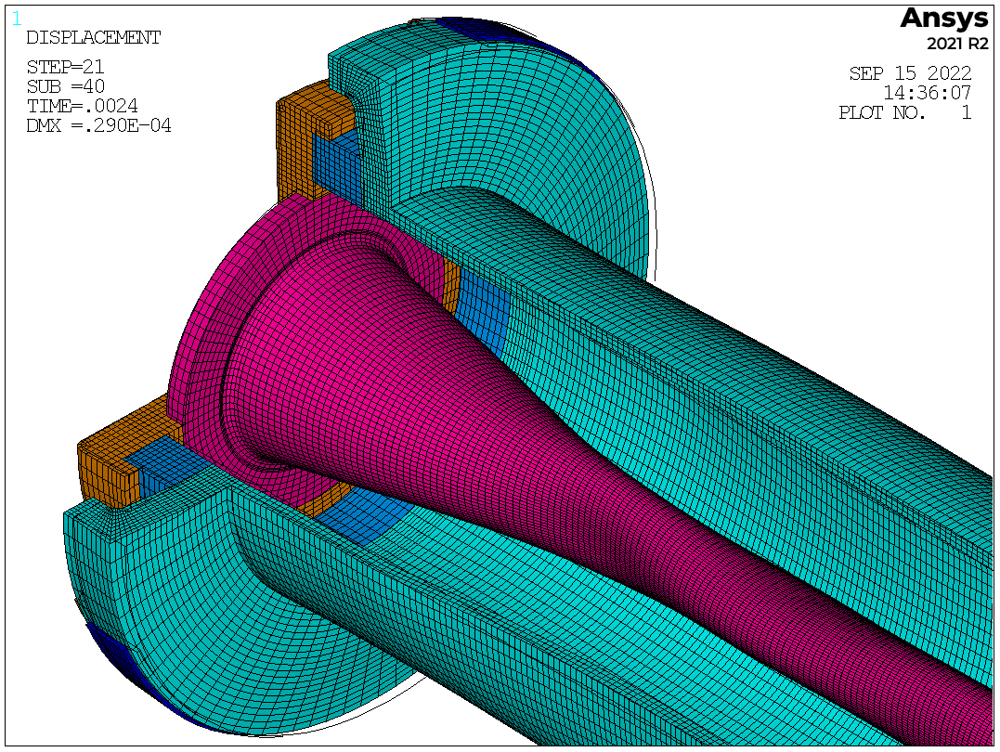 1
DISPLACEMENT
STEP=21
SUB =40
TIME=.0024
DMX =.290E-04
Ansys
2021 R2
SEP 15 2022
14:36:07
PLOT NO. 1